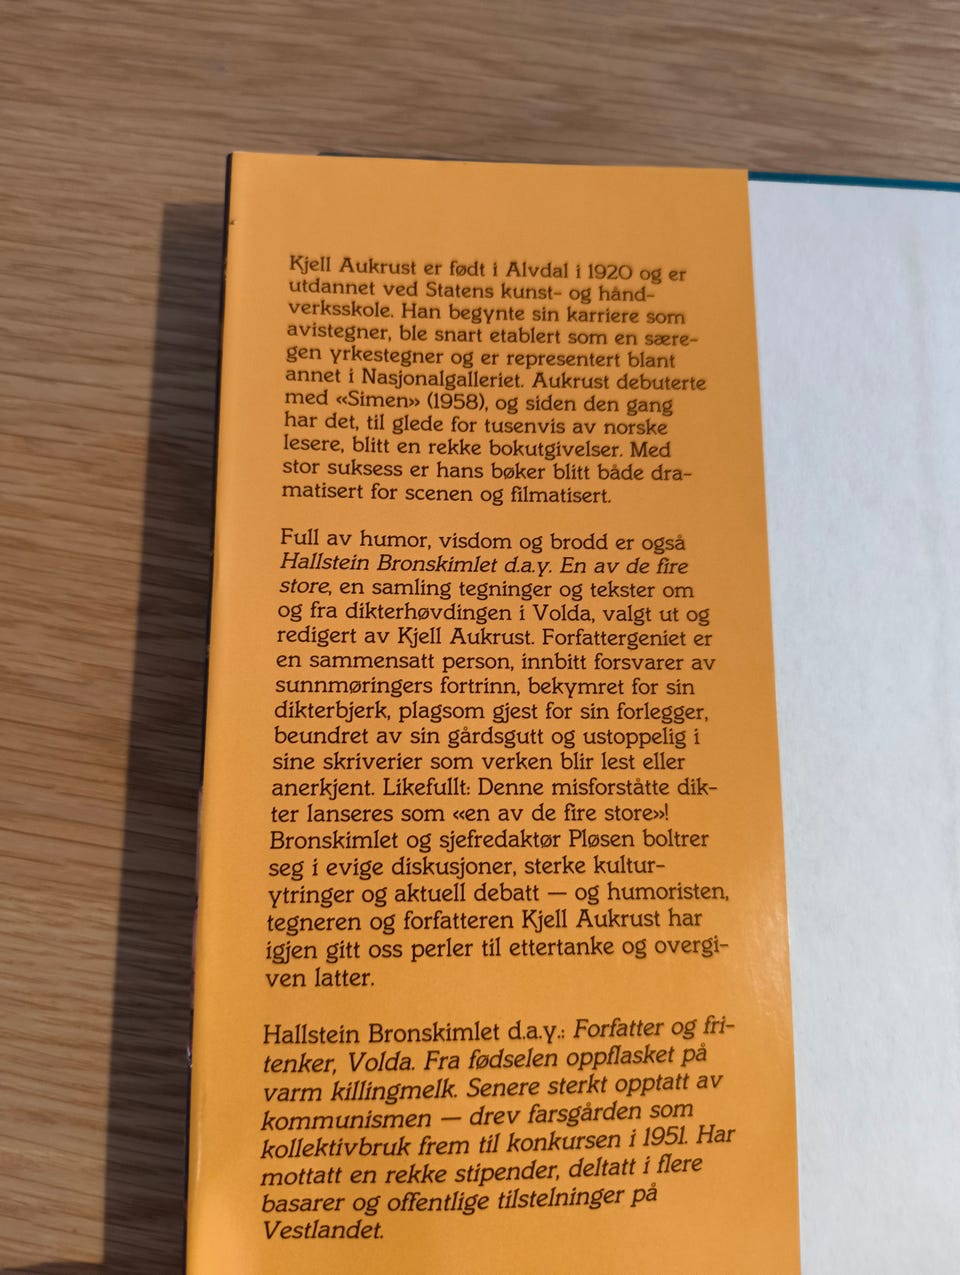 Kjell Aukrust er født i Alvdal i 1920 og er
utdannet ved Statens kunst- og hånd-
verksskole. Han begynte sin karriere som
avistegner, ble snart etablert som en sære-
gen yrkestegner og er representert blant
annet i Nasjonalgalleriet. Aukrust debuterte
med «Simen» (1958), og siden den gang
har det, til glede for tusenvis av norske
lesere, blitt en rekke bokutgivelser. Med
stor suksess er hans bøker blitt både dra-
matisert for scenen og filmatisert.
Full av humor, visdom og brodd er også
Hallstein Bronskimlet d.a.y. En av de fire
store, en samling tegninger og tekster om
og fra dikterhøvdingen i Volda, valgt ut og
redigert av Kjell Aukrust. Forfattergeniet er
en sammensatt person, innbitt forsvarer av
sunnmøringers fortrinn, bekymret for sin
dikterbjerk, plagsom gjest for sin forlegger,
beundret av sin gårdsgutt og ustoppelig i
sine skriverier som verken blir lest eller
anerkjent. Likefullt: Denne misforståtte dik-
ter lanseres som «en av de fire store»!
Bronskimlet og sjefredaktør Pløsen boltrer
seg i evige diskusjoner, sterke kultur-
ytringer og aktuell debatt — og humoristen,
tegneren og forfatteren Kjell Aukrust har
igjen gitt oss perler til ettertanke og overgi-
ven latter.
Hallstein Bronskimlet d.a.y.: Forfatter og fri-
tenker, Volda. Fra fødselen oppflasket på
varm killingmelk. Senere sterkt opptatt av
kommunismen — drev farsgården som
kollektivbruk frem til konkursen i 1951. Har
mottatt en rekke stipender, deltatt i flere
basarer og offentlige tilstelninger på
Vestlandet.